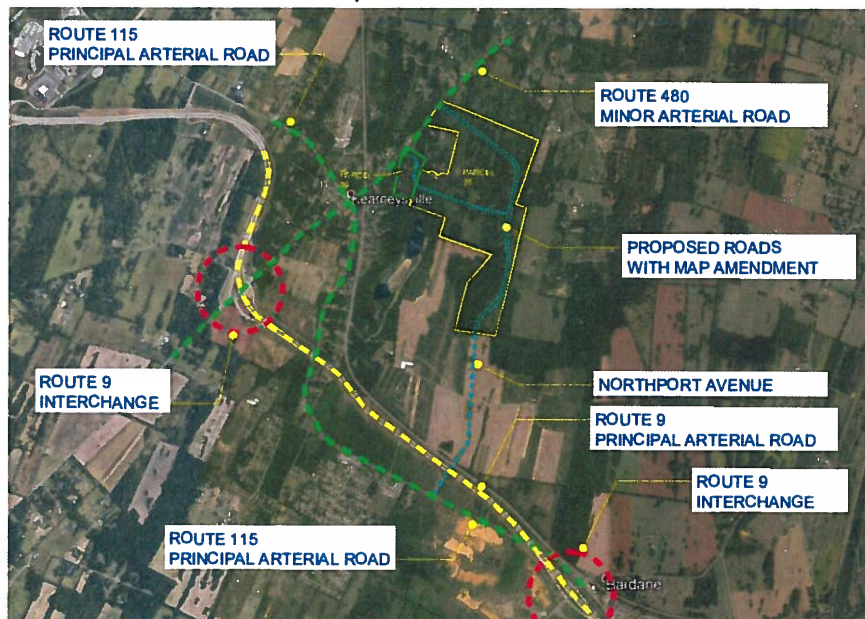 ROUTE 115
PRINCIPAL ARTERIAL ROAD
ROUTE 480
MINOR ARTERIAL ROAD
PARCEL
Kearneysville
PROPOSED ROADS
WITH MAP AMENDMENT
ROUTE 9
INTERCHANGE
NORTHPORT AVENUE
ROUTE 9
PRINCIPAL ARTERIAL ROAD
ROUTE 9
INTERCHANGE
ROUTE 115
PRINCIPAL ARTERIAL ROAD
Bardane